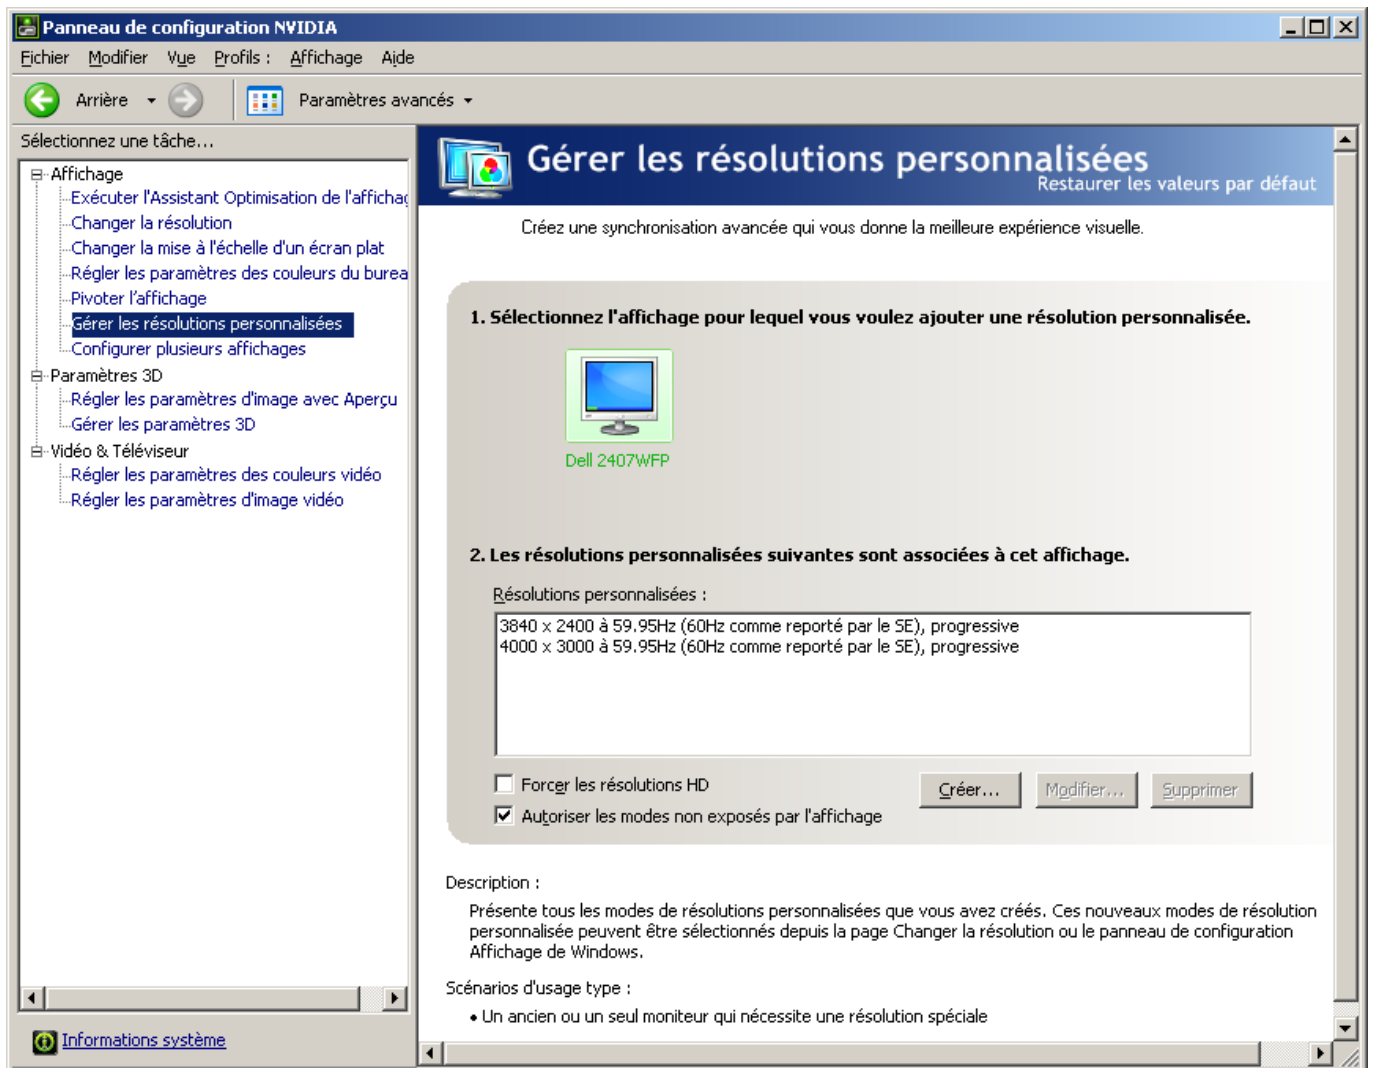 Panneau de configuration NVIDIA
Fichier Modifier Vue Profils : Affichage Aide
Arrière Paramètres avancés
Sélectionnez une tâche...
Affichage
Exécuter l'Assistant Optimisation de l'affichag
Changer la résolution
Changer la mise à l'échelle d'un écran plat
Régler les paramètres des couleurs du burea
Pivoter l'affichage
Gérer les résolutions personnalisées
Configurer plusieurs affichages
Paramètres 3D
Régler les paramètres d'image avec Aperçu
Gérer les paramètres 3D
Vidéo & Téléviseur
Régler les paramètres des couleurs vidéo
Régler les paramètres d'image vidéo
Informations système
Gérer les résolutions personnalisées
Restaurer les valeurs par défaut
Créez une synchronisation avancée qui vous donne la meilleure expérience visuelle.
1. Sélectionnez l'affichage pour lequel vous voulez ajouter une résolution personnalisée.
Dell 2407WFP
2. Les résolutions personnalisées suivantes sont associées à cet affichage.
Résolutions personnalisées :
3840 x 2400 à 59.95Hz (60Hz comme reporté par le SE), progressive
4000 x 3000 à 59.95Hz (60Hz comme reporté par le SE), progressive
Forcer les résolutions HD
Créer... Modifier... Supprimer
Autoriser les modes non exposés par l'affichage
Description :
Présente tous les modes de résolutions personnalisées que vous avez créés. Ces nouveaux modes de résolution
personnalisée peuvent être sélectionnés depuis la page Changer la résolution ou le panneau de configuration
Affichage de Windows.
Scénarios d'usage type :
• Un ancien ou un seul moniteur qui nécessite une résolution spéciale